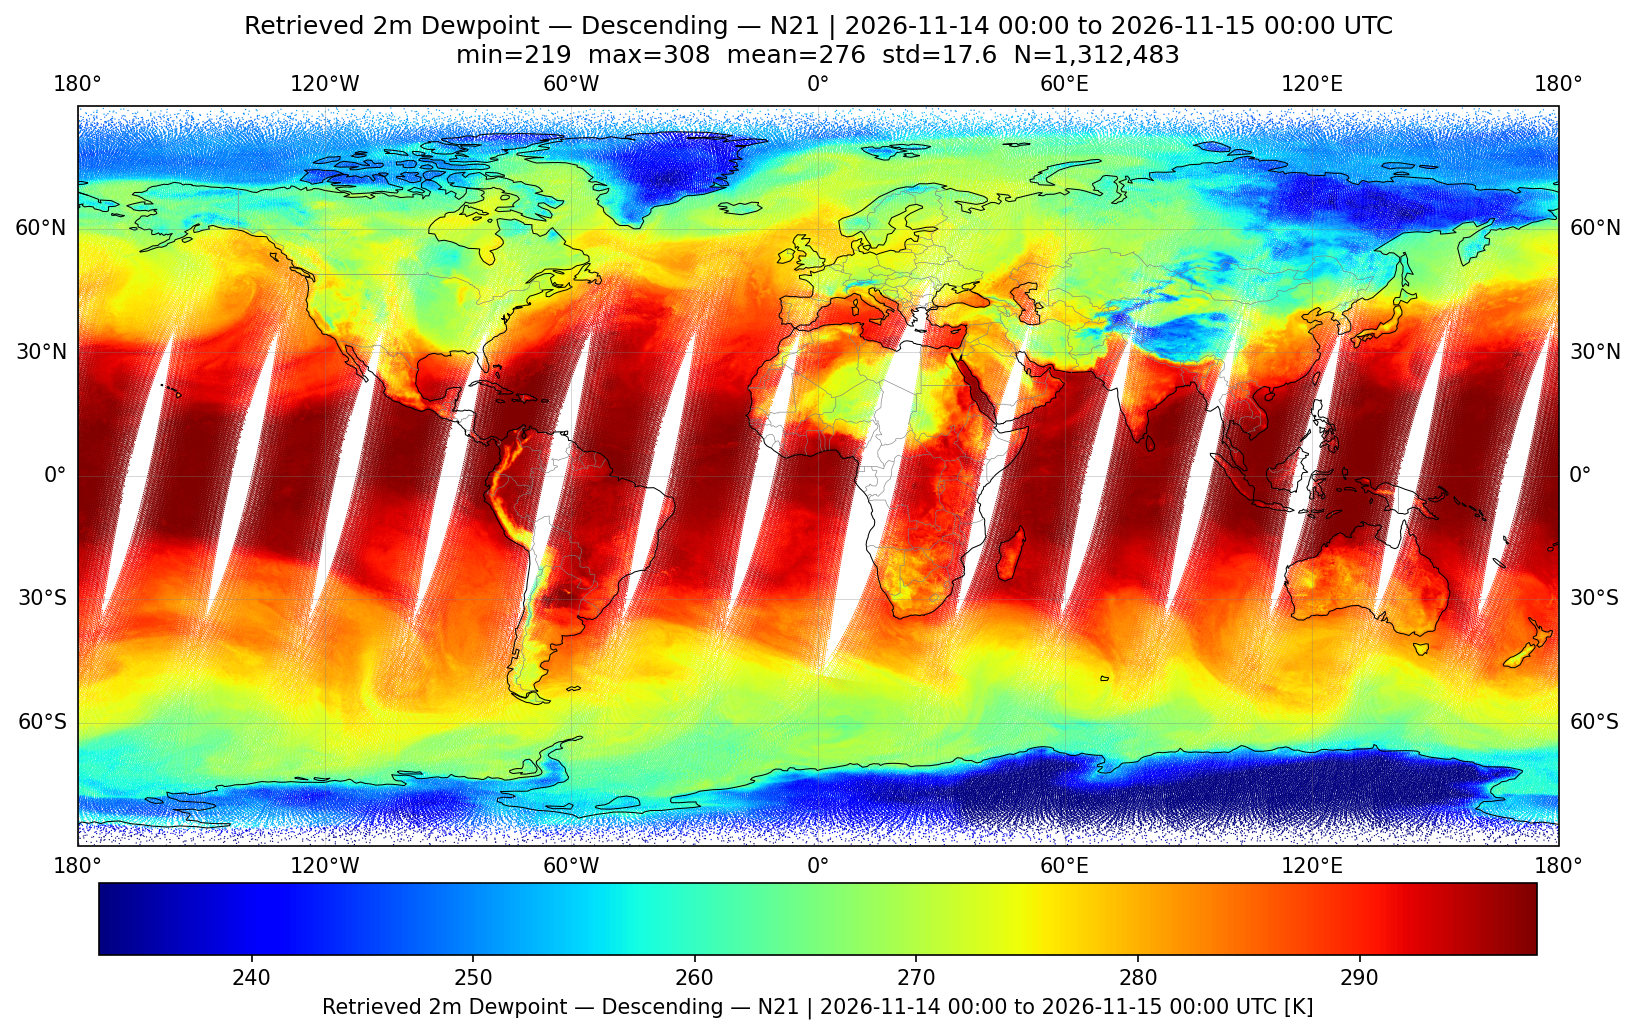 Retrieved 2m Dewpoint — Descending — N21 | 2026-11-14 00:00 to 2026-11-15 00:00 UTC
min=219 max=308 mean=276 std=17.6 N=1,312,483
180° 120°W 60°W 0° 60°E 120°E 180°
60°N 60°N
30°N 30°N
0° 0°
30°S 30°S
60°S 60°S
180° 120°W 60°W 0° 60°E 120°E 180°
240 250 260 270 280 290
Retrieved 2m Dewpoint — Descending — N21 | 2026-11-14 00:00 to 2026-11-15 00:00 UTC [K]